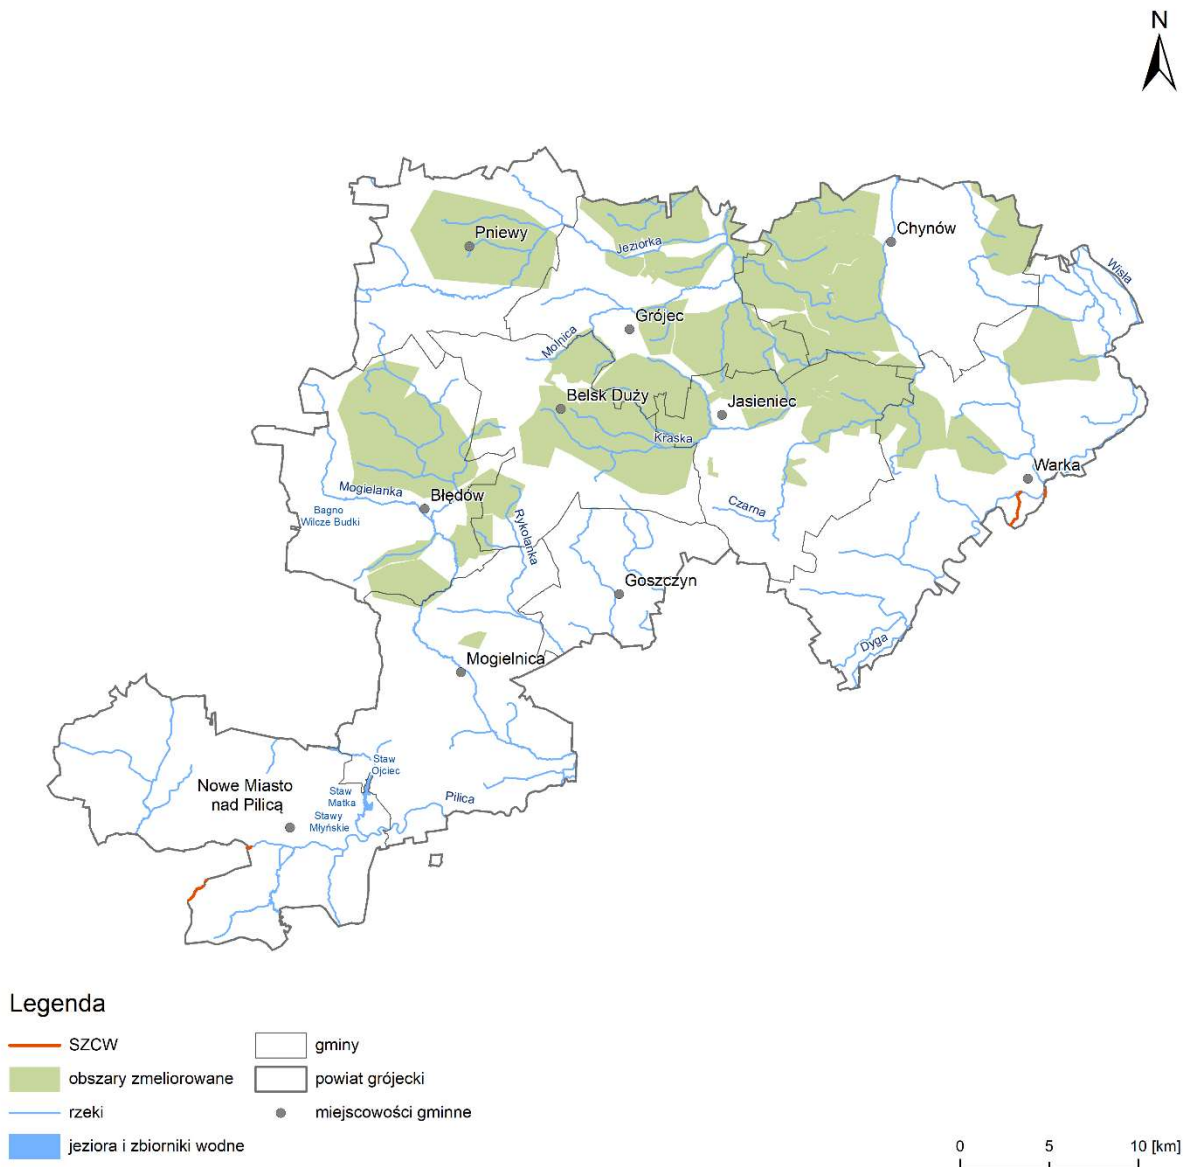 N
Pniewy
Jeziorka
Chynów
Wisła
Grójec
Molnica
Belsk Duży
Jasieniec
Kraska
Warka
Mogielanka
Błędów
Bagno
Wilcze Budki
Rykolanka
Czarna
Goszczyn
Dyga
Mogielnica
Staw
Ojciec
Nowe Miasto
nad Pilicą
Staw
Matka
Stawy
Młyńskie
Pilica
Legenda
SZCW
gminy
obszary zmeliorowane
powiat grójecki
rzeki
miejscowości gminne
jeziora i zbiorniki wodne
0 5 10 [km]